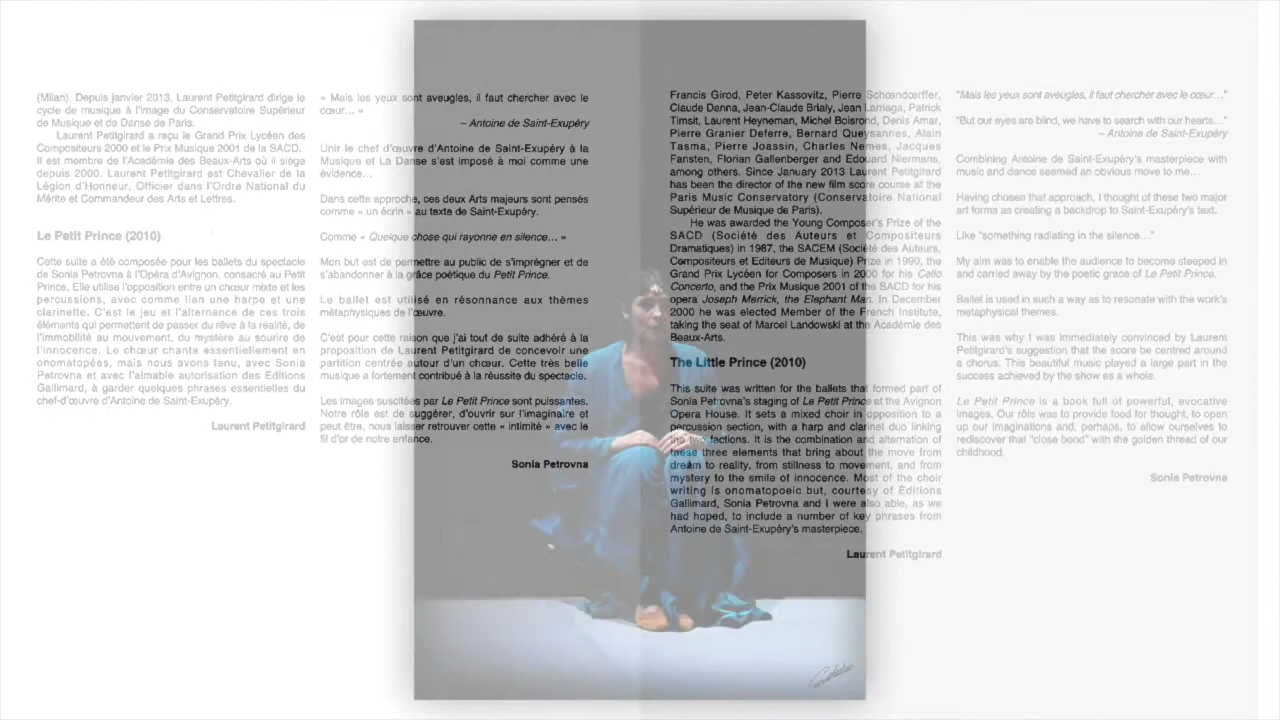 (Milan). Depuis janvier 2013, Laurent Petitgirard dirige le
cycle de musique à l'image du Conservatoire Supérieur
de Musique et de Danse de Paris.
Laurent Petitgirard a reçu le Grand Prix Lycéen des
Compositeurs 2000 et le Prix Musique 2001 de la SACD.
Il est membre de l'Académie des Beaux-Arts où il siège
depuis 2000. Laurent Petitgirard est Chevalier de la
Légion d'Honneur, Officier dans l'Ordre National du
Mérite et Commandeur des Arts et Lettres.
Le Petit Prince (2010)
Cette suite a été composée pour les ballets du spectacle
de Sonia Petrovna à l'Opéra d'Avignon, consacré au Petit
Prince. Elle utilise l'opposition entre un chœur mixte et les
percussions, avec comme lien une harpe et une
clarinette. C'est le jeu et l'alternance de ces trois
éléments qui permettent de passer du rêve à la réalité, de
l'immobilité au mouvement, du mystère au sourire de
l'innocence. Le chœur chante essentiellement en
onomatopées, mais nous avons tenu, avec Sonia
Petrovna et avec l'aimable autorisation des Editions
Gallimard, à garder quelques phrases essentielles du
chef-d'œuvre d'Antoine de Saint-Exupéry.
Laurent Petitgirard
« Mais les yeux sont aveugles, il faut chercher avec le
cœur... »
– Antoine de Saint-Exupéry
Unir le chef d'œuvre d'Antoine de Saint-Exupéry à la
Musique et La Danse s'est imposé à moi comme une
évidence...
Dans cette approche, ces deux Arts majeurs sont pensés
comme « un écrin » au texte de Saint-Exupéry.
Comme « Quelque chose qui rayonne en silence... »
Mon but est de permettre au public de s'imprégner et de
s'abandonner à la grâce poétique du Petit Prince.
Le ballet est utilisé en résonnance aux thèmes
métaphysiques de l'œuvre.
C'est pour cette raison que j'ai tout de suite adhéré à la
proposition de Laurent Petitgirard de concevoir une
partition centrée autour d'un chœur. Cette très belle
musique a fortement contribué à la réussite du spectacle.
Les images suscitées par Le Petit Prince sont puissantes.
Notre rôle est de suggérer, d'ouvrir sur l'imaginaire et
peut être, nous laisser retrouver cette « intimité » avec le
fil d'or de notre enfance.
Sonia Petrovna
Francis Girod, Peter Kassovitz, Pierre Schœndœrffer,
Claude Danna, Jean-Claude Brialy, Jean Larriaga, Patrick
Timsit, Laurent Heyneman, Michel Boisrond, Denis Amar,
Pierre Granier Deferre, Bernard Queysannes, Alain
Tasma, Pierre Joassin, Charles Nemes, Jacques
Fansten, Florian Gallenberger and Edouard Niermans,
among others. Since January 2013 Laurent Petitgirard
has been the director of the new film score course at the
Paris Music Conservatory (Conservatoire National
Supérieur de Musique de Paris).
He was awarded the Young Composer's Prize of the
SACD (Société des Auteurs et Compositeurs
Dramatiques) in 1987, the SACEM (Société des Auteurs,
Compositeurs et Editeurs de Musique) Prize in 1990, the
Grand Prix Lycéen for Composers in 2000 for his Cello
Concerto, and the Prix Musique 2001 of the SACD for his
opera Joseph Merrick, the Elephant Man. In December
2000 he was elected Member of the French Institute,
taking the seat of Marcel Landowski at the Académie des
Beaux-Arts.
The Little Prince (2010)
This suite was written for the ballets that formed part of
Sonia Petrovna's staging of Le Petit Prince at the Avignon
Opera House. It sets a mixed choir in opposition to a
percussion section, with a harp and clarinet duo linking
the two factions. It is the combination and alternation of
these three elements that bring about the move from
dream to reality, from stillness to movement, and from
mystery to the smile of innocence. Most of the choir
writing is onomatopoeic but, courtesy of Éditions
Gallimard, Sonia Petrovna and I were also able, as we
had hoped, to include a number of key phrases from
Antoine de Saint-Exupéry's masterpiece.
Laurent Petitgirard
"Mais les yeux sont aveugles, il faut chercher avec le cœur..."
"But our eyes are blind, we have to search with our hearts..."
– Antoine de Saint-Exupéry
Combining Antoine de Saint-Exupéry's masterpiece with
music and dance seemed an obvious move to me...
Having chosen that approach, I thought of these two major
art forms as creating a backdrop to Saint-Exupéry's text.
Like "something radiating in the silence..."
My aim was to enable the audience to become steeped in
and carried away by the poetic grace of Le Petit Prince.
Ballet is used in such a way as to resonate with the work's
metaphysical themes.
This was why I was immediately convinced by Laurent
Petitgirard's suggestion that the score be centred around
a chorus. This beautiful music played a large part in the
success achieved by the show as a whole.
Le Petit Prince is a book full of powerful, evocative
images. Our rôle was to provide food for thought, to open
up our imaginations and, perhaps, to allow ourselves to
rediscover that "close bond" with the golden thread of our
childhood.
Sonia Petrovna